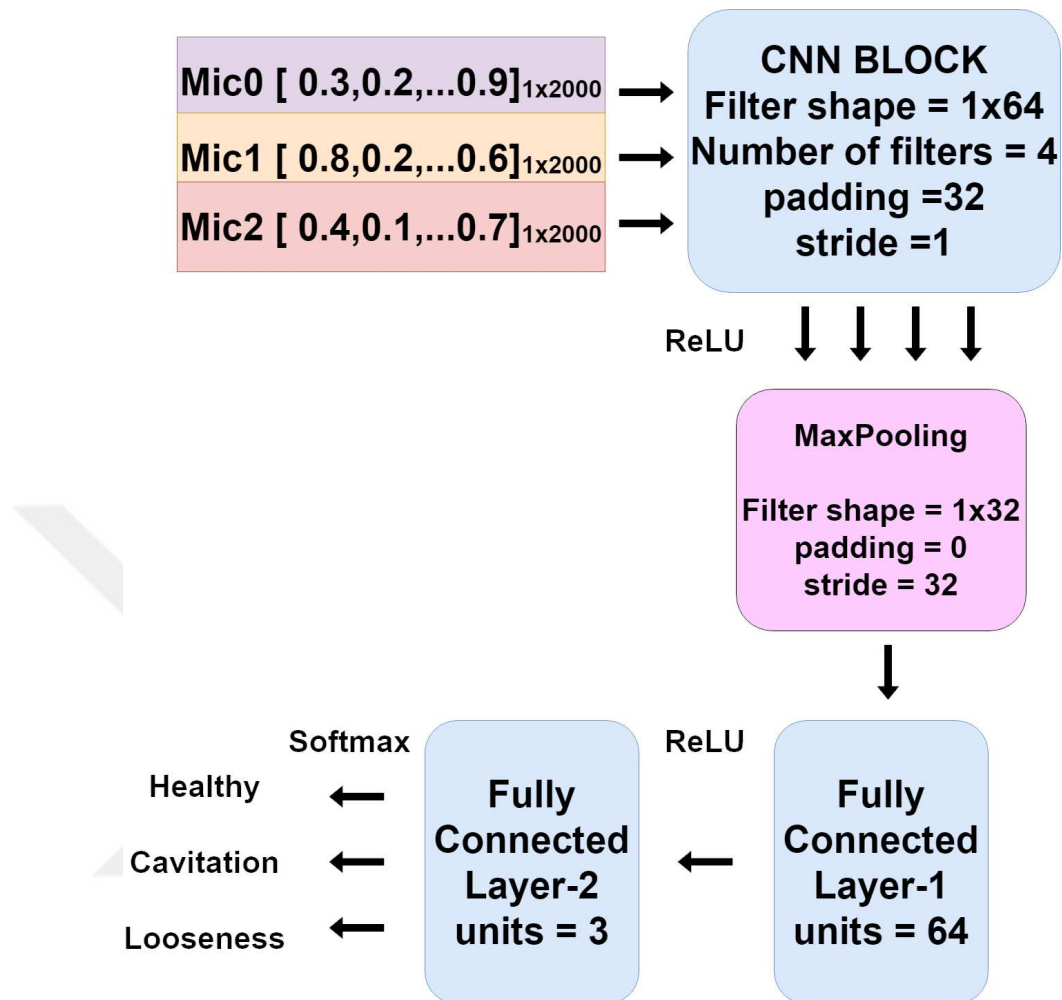 Mic0 [ 0.3,0.2,...0.9]1x2000
Mic1 [ 0.8,0.2,...0.6]1x2000
Mic2 [ 0.4,0.1,...0.7]1x2000
CNN BLOCK
Filter shape = 1x64
Number of filters = 4
padding =32
stride =1
ReLU
MaxPooling
Filter shape = 1x32
padding = 0
stride = 32
ReLU
Fully
Connected
Layer-1
units = 64
Fully
Connected
Layer-2
units = 3
Softmax
Healthy
Cavitation
Looseness